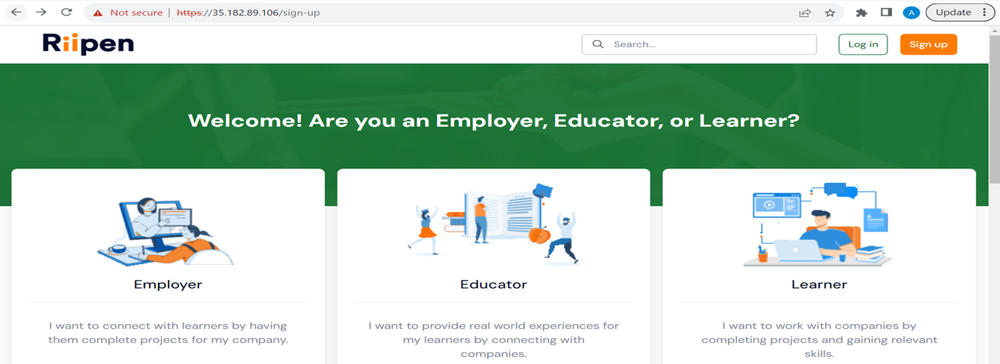 Not secure | https://35.182.89.106/sign-up
A
Update
Riipen
Search...
Log in
Sign up
Welcome! Are you an Employer, Educator, or Learner?
Employer
I want to connect with learners by having
them complete projects for my company.
Educator
I want to provide real world experiences for
my learners by connecting with
companies.
Learner
I want to work with companies by
completing projects and gaining relevant
skills.